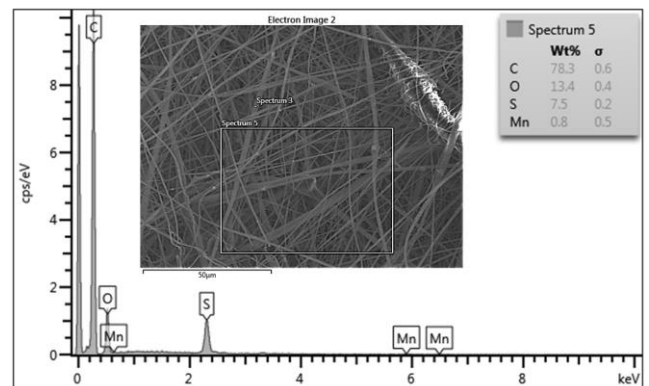 Electron Image 2
Spectrum 3
Spectrum 5
50µm
Spectrum 5
Wt% σ
C 78.3 0.6
O 13.4 0.4
S 7.5 0.2
Mn 0.8 0.5
cps/eV
8
6
4
2
0
C
O
Mn
S
Mn
Mn
0 2 4 6 8 keV